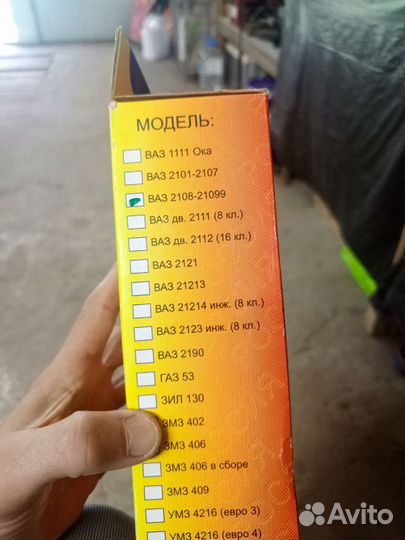 МОДЕЛЬ:
ВАЗ 1111 Ока
ВАЗ 2101-2107
ВАЗ 2108-21099
ВАЗ дв. 2111 (8 кл.)
ВАЗ дв. 2112 (16 кл.)
ВАЗ 2121
ВАЗ 21213
ВАЗ 21214 инж. (8 кл.)
ВАЗ 2123 инж. (8 кл.)
ВАЗ 2190
ГАЗ 53
ЗИЛ 130
ЗМЗ 402
ЗМЗ 406
ЗМЗ 406 в сборе
ЗМЗ 409
УМЗ 4216 (евро 3)
УМЗ 4216 (евро 4)
Avito